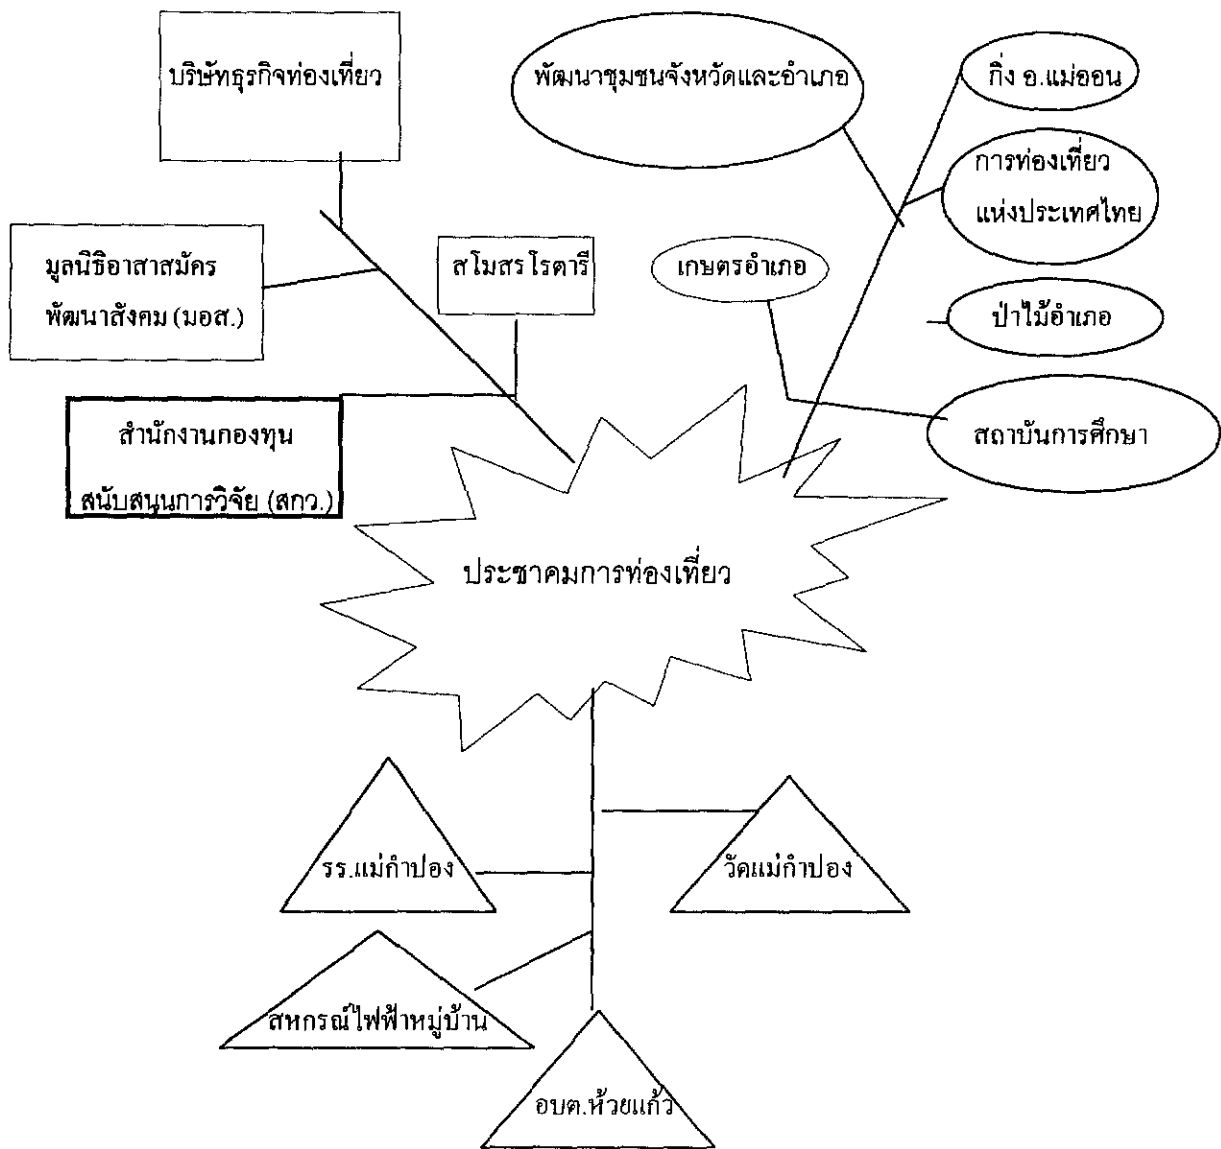 บริษัทธุรกิจท่องเที่ยว
พัฒนาชุมชนจังหวัดและอำเภอ
กิ่ง อ.แม่ออน
การท่องเที่ยว
แห่งประเทศไทย
มูลนิธิอาสาสมัคร
พัฒนาสังคม (มอส.)
สโมสรโรตารี
เกษตรอำเภอ
ป่าไม้อำเภอ
สำนักงานกองทุน
สนับสนุนการวิจัย (สกว.)
สถาบันการศึกษา
ประชาคมการท่องเที่ยว
รร.แม่กำปอง
วัดแม่กำปอง
สหกรณ์ไฟฟ้าหมู่บ้าน
อบต.ห้วยแก้ว